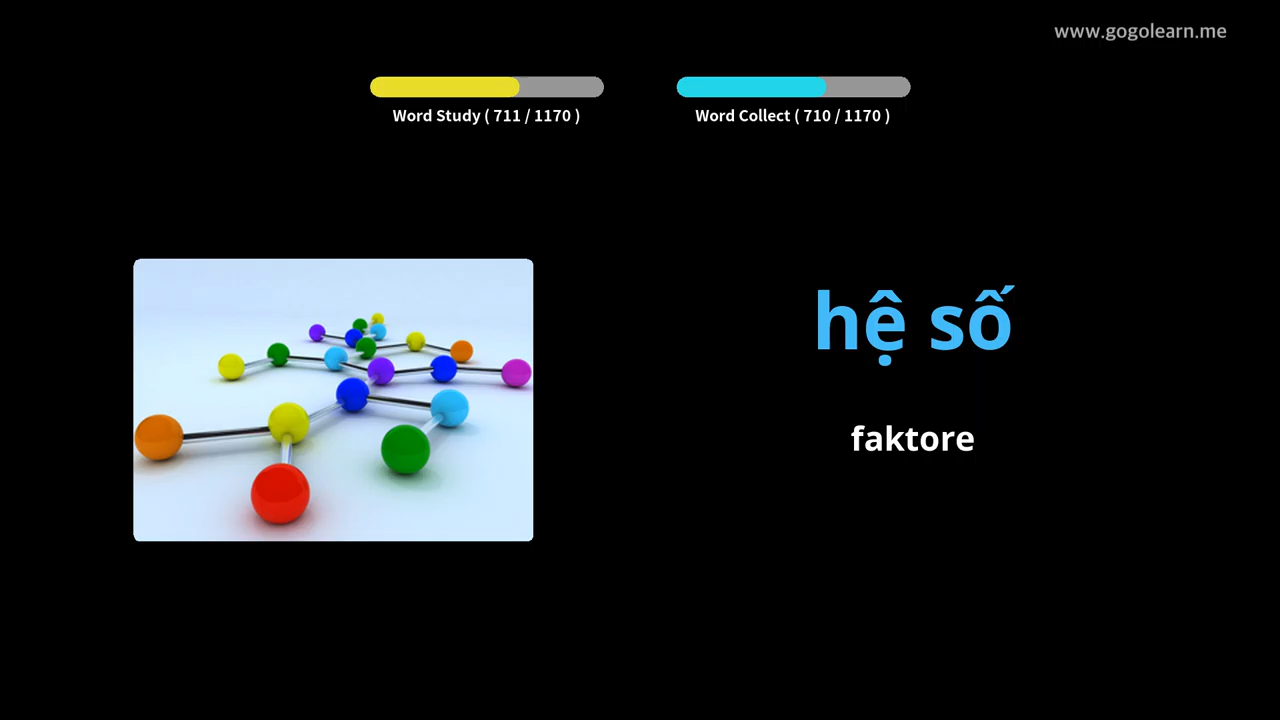 www.gogolearn.me
Word Study ( 711 / 1170 )
Word Collect ( 710 / 1170 )
hệ số
faktore